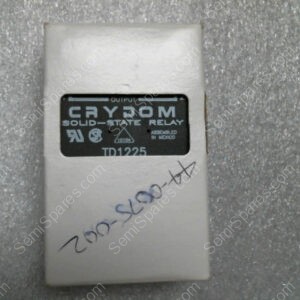 OUTPUT
CRYDOM
SOLID-STATE RELAY
ASSEMBLED
IN MEXICO
TD1225
44-0075-002